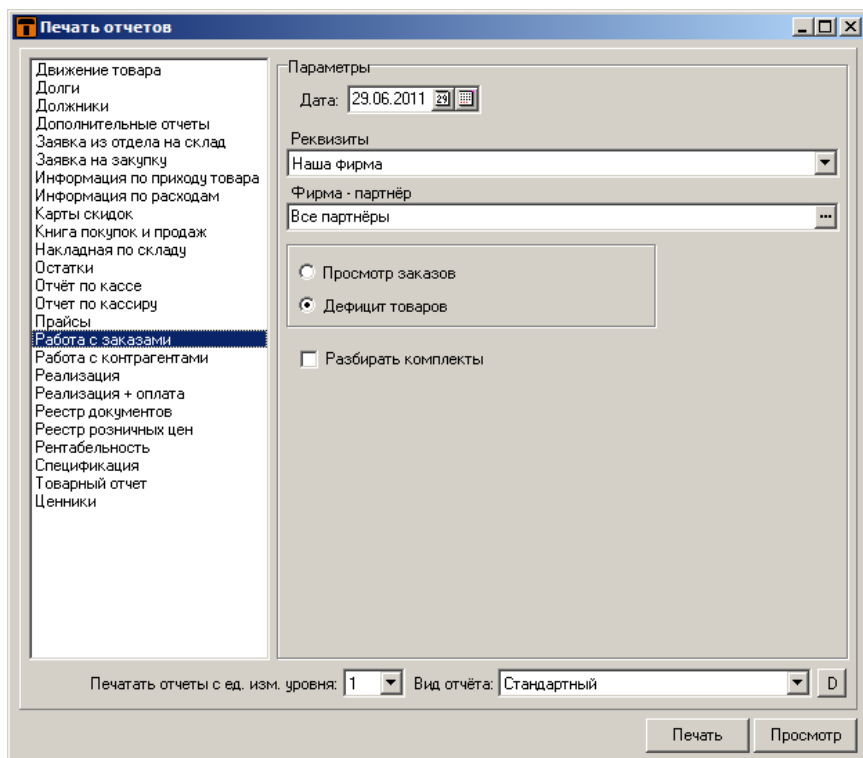 Печать отчетов
Движение товара
Долги
Должники
Дополнительные отчеты
Заявка из отдела на склад
Заявка на закупку
Информация по приходу товара
Информация по расходам
Карты скидок
Книга покупок и продаж
Накладная по складу
Остатки
Отчёт по кассе
Отчет по кассиру
Прайсы
Работа с заказами
Работа с контрагентами
Реализация
Реализация + оплата
Реестр документов
Реестр розничных цен
Рентабельность
Спецификация
Товарный отчет
Ценники
Параметры
Дата: 29.06.2011 29
Реквизиты
Наша фирма
Фирма - партнёр
Все партнёры ...
Просмотр заказов
Дефицит товаров
Разбирать комплекты
Печатать отчеты с ед. изм. уровня: 1 Вид отчёта: Стандартный D
Печать Просмотр